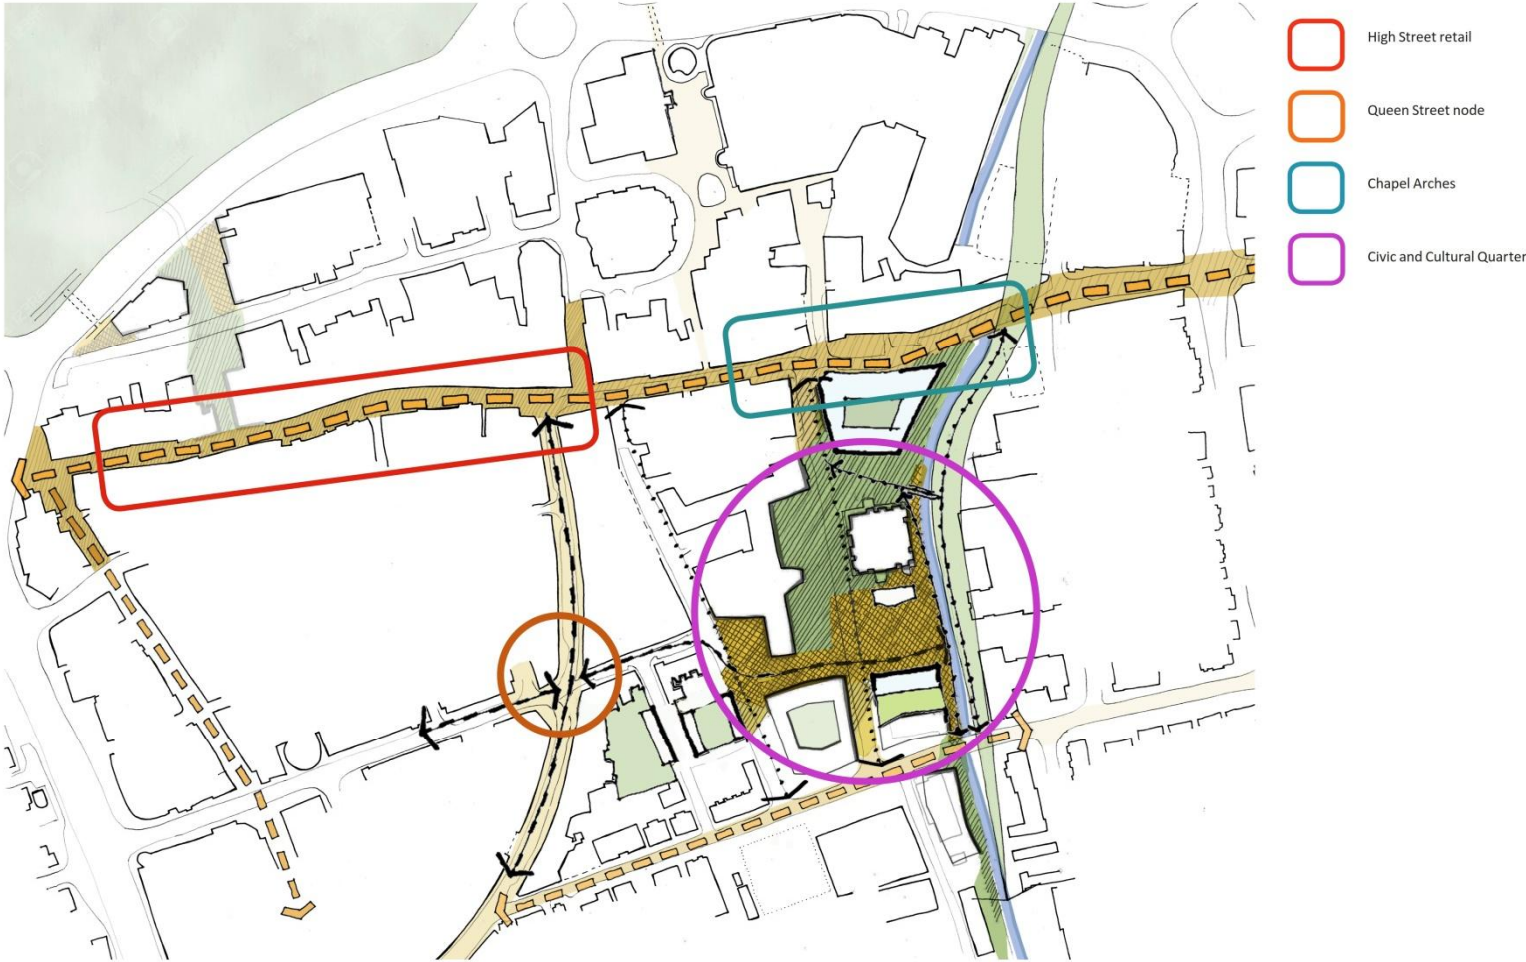 High Street retail
Queen Street node
Chapel Arches
Civic and Cultural Quarter